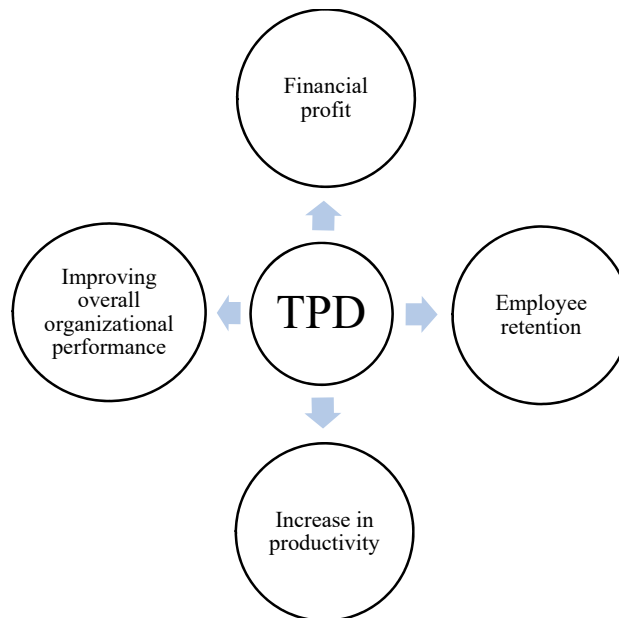 Financial
profit
Improving
overall
organizational
performance
TPD
Employee
retention
Increase in
productivity